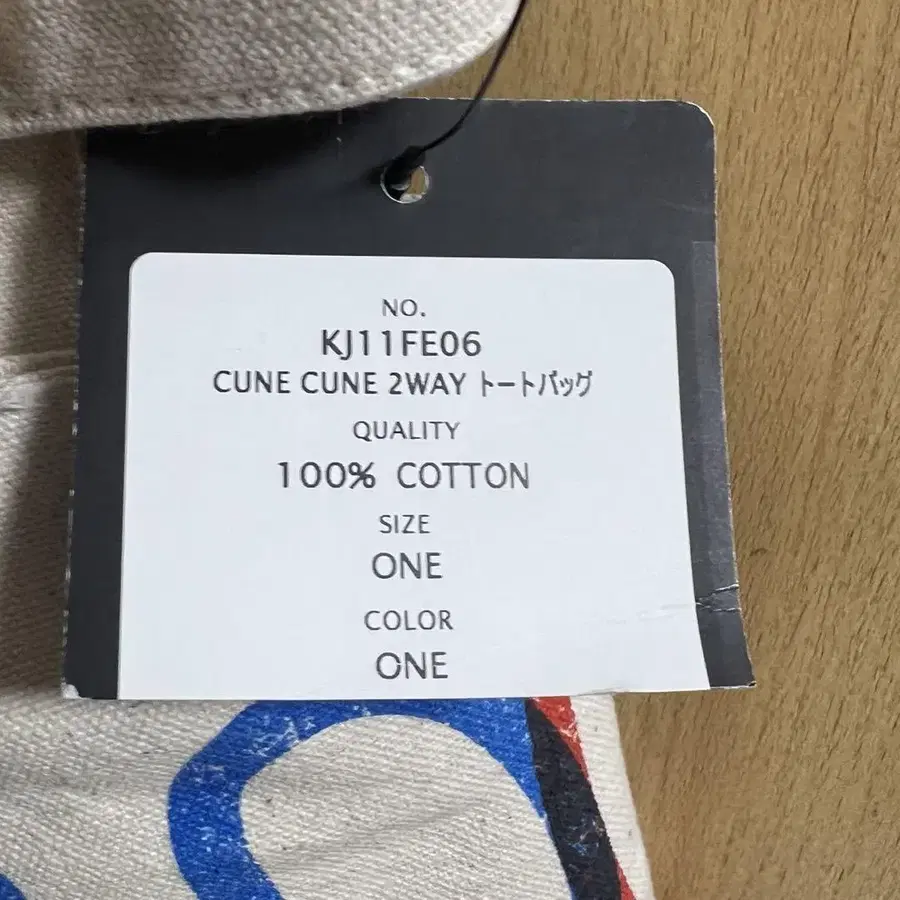 NO.
KJ11FE06
CUNE CUNE 2WAY トートバッグ
QUALITY
100% COTTON
SIZE
ONE
COLOR
ONE